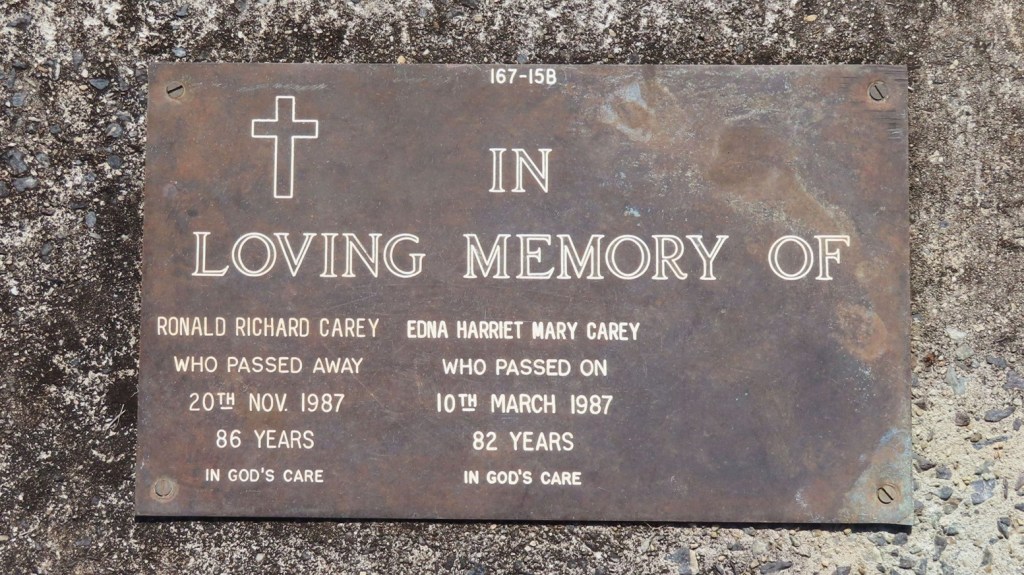 167-15B
IN
LOVING MEMORY OF
RONALD RICHARD CAREY
WHO PASSED AWAY
20TH NOV. 1987
86 YEARS
IN GOD'S CARE
EDNA HARRIET MARY CAREY
WHO PASSED ON
10TH MARCH 1987
82 YEARS
IN GOD'S CARE